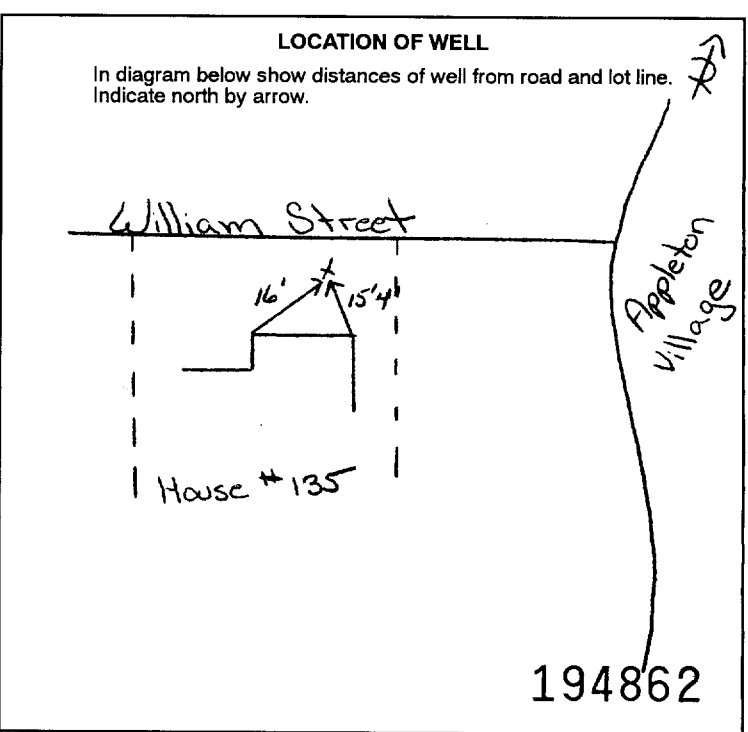 LOCATION OF WELL
In diagram below show distances of well from road and lot line.
Indicate north by arrow.
N
William Street
16'
15'4"
Appleton
Village
House # 135
194862